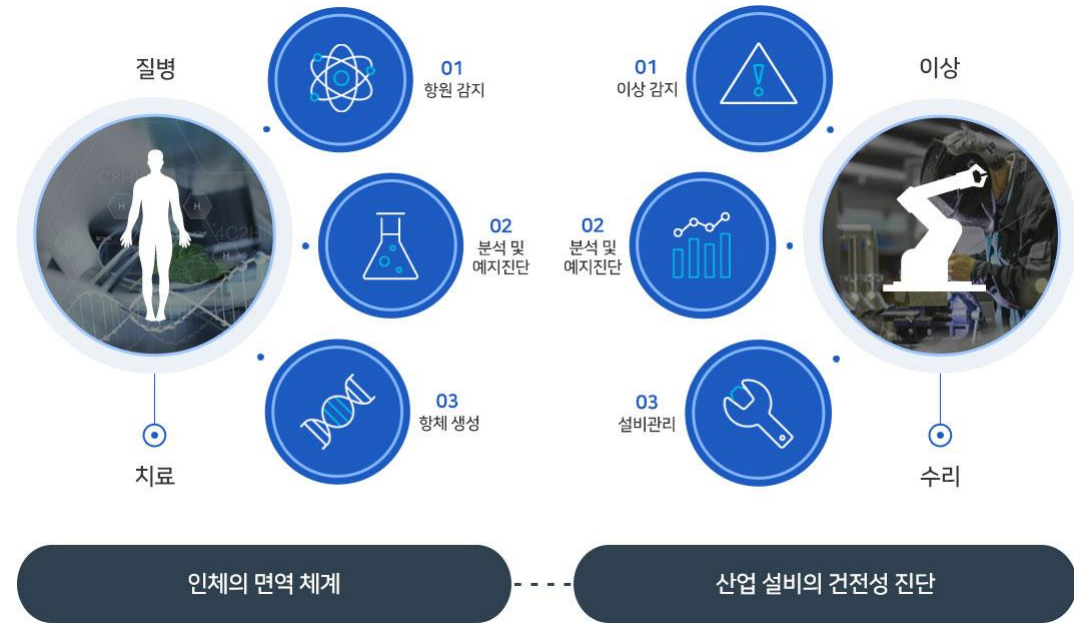 질병
01
항원 감지
02
분석 및
예지진단
03
항체 생성
치료
인체의 면역 체계
이상
01
이상 감지
02
분석 및
예지진단
03
설비관리
수리
산업 설비의 건전성 진단